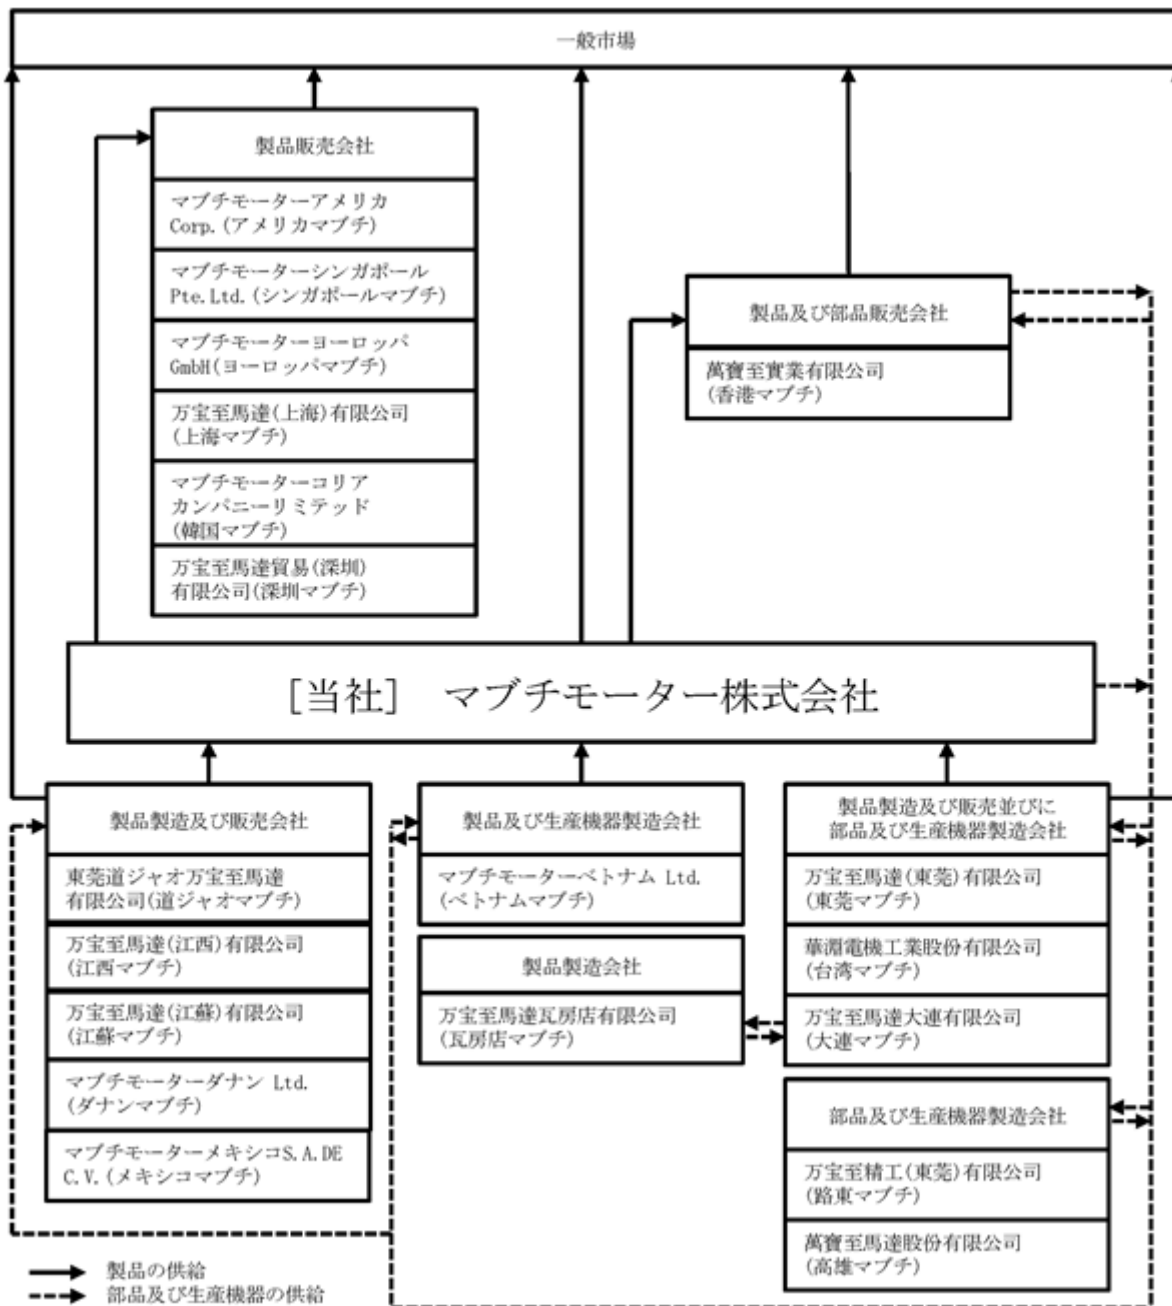 一般市場
製品販売会社
マブチモーターアメリカ
Corp.(アメリカマブチ)
マブチモーターシンガポール
Pte.Ltd.(シンガポールマブチ)
マブチモーターヨーロッパ
GmbH(ヨーロッパマブチ)
万宝至馬達(上海)有限公司
(上海マブチ)
マブチモーターコリア
カンパニーリミテッド
(韓国マブチ)
万宝至馬達貿易(深圳)
有限公司(深圳マブチ)
製品及び部品販売会社
萬寶至實業有限公司
(香港マブチ)
[当社] マブチモーター株式会社
製品製造及び販売会社
東莞道ジャオ万宝至馬達
有限公司(道ジャオマブチ)
万宝至馬達(江西)有限公司
(江西マブチ)
万宝至馬達(江蘇)有限公司
(江蘇マブチ)
マブチモーターダナン Ltd.
(ダナンマブチ)
マブチモーターメキシコS.A.DE
C.V.(メキシコマブチ)
製品及び生産機器製造会社
マブチモーターベトナム Ltd.
(ベトナムマブチ)
製品製造会社
万宝至馬達瓦房店有限公司
(瓦房店マブチ)
製品製造及び販売並びに
部品及び生産機器製造会社
万宝至馬達(東莞)有限公司
(東莞マブチ)
華淵電機工業股份有限公司
(台湾マブチ)
万宝至馬達大連有限公司
(大連マブチ)
部品及び生産機器製造会社
万宝至精工(東莞)有限公司
(路東マブチ)
萬寶至馬達股份有限公司
(高雄マブチ)
製品の供給
部品及び生産機器の供給